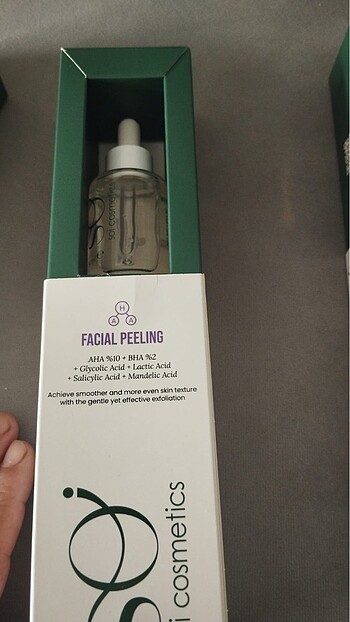 H
A A
FACIAL PEELING
AHA %10 + BHA %2
+ Glycolic Acid + Lactic Acid
+ Salicylic Acid + Mandelic Acid
Achieve smoother and more even skin texture
with the gentle yet effective exfoliation
cosmetics